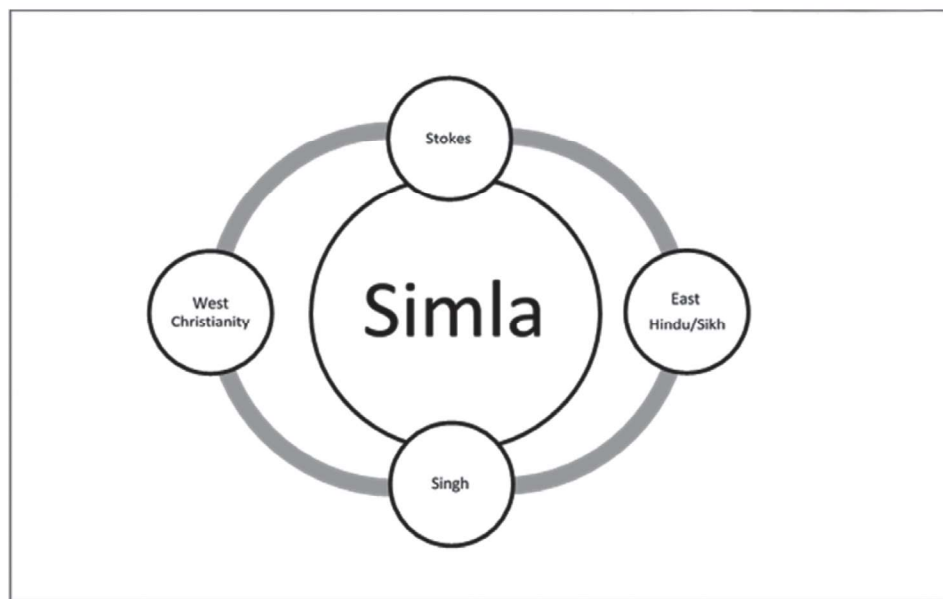 Stokes
West
Christianity
Simla
East
Hindu/Sikh
Singh